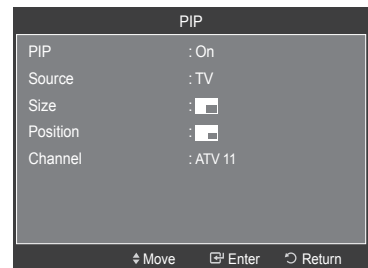 PIP
PIP : On
Source : TV
Size :
Position :
Channel : ATV 11
Move Enter Return